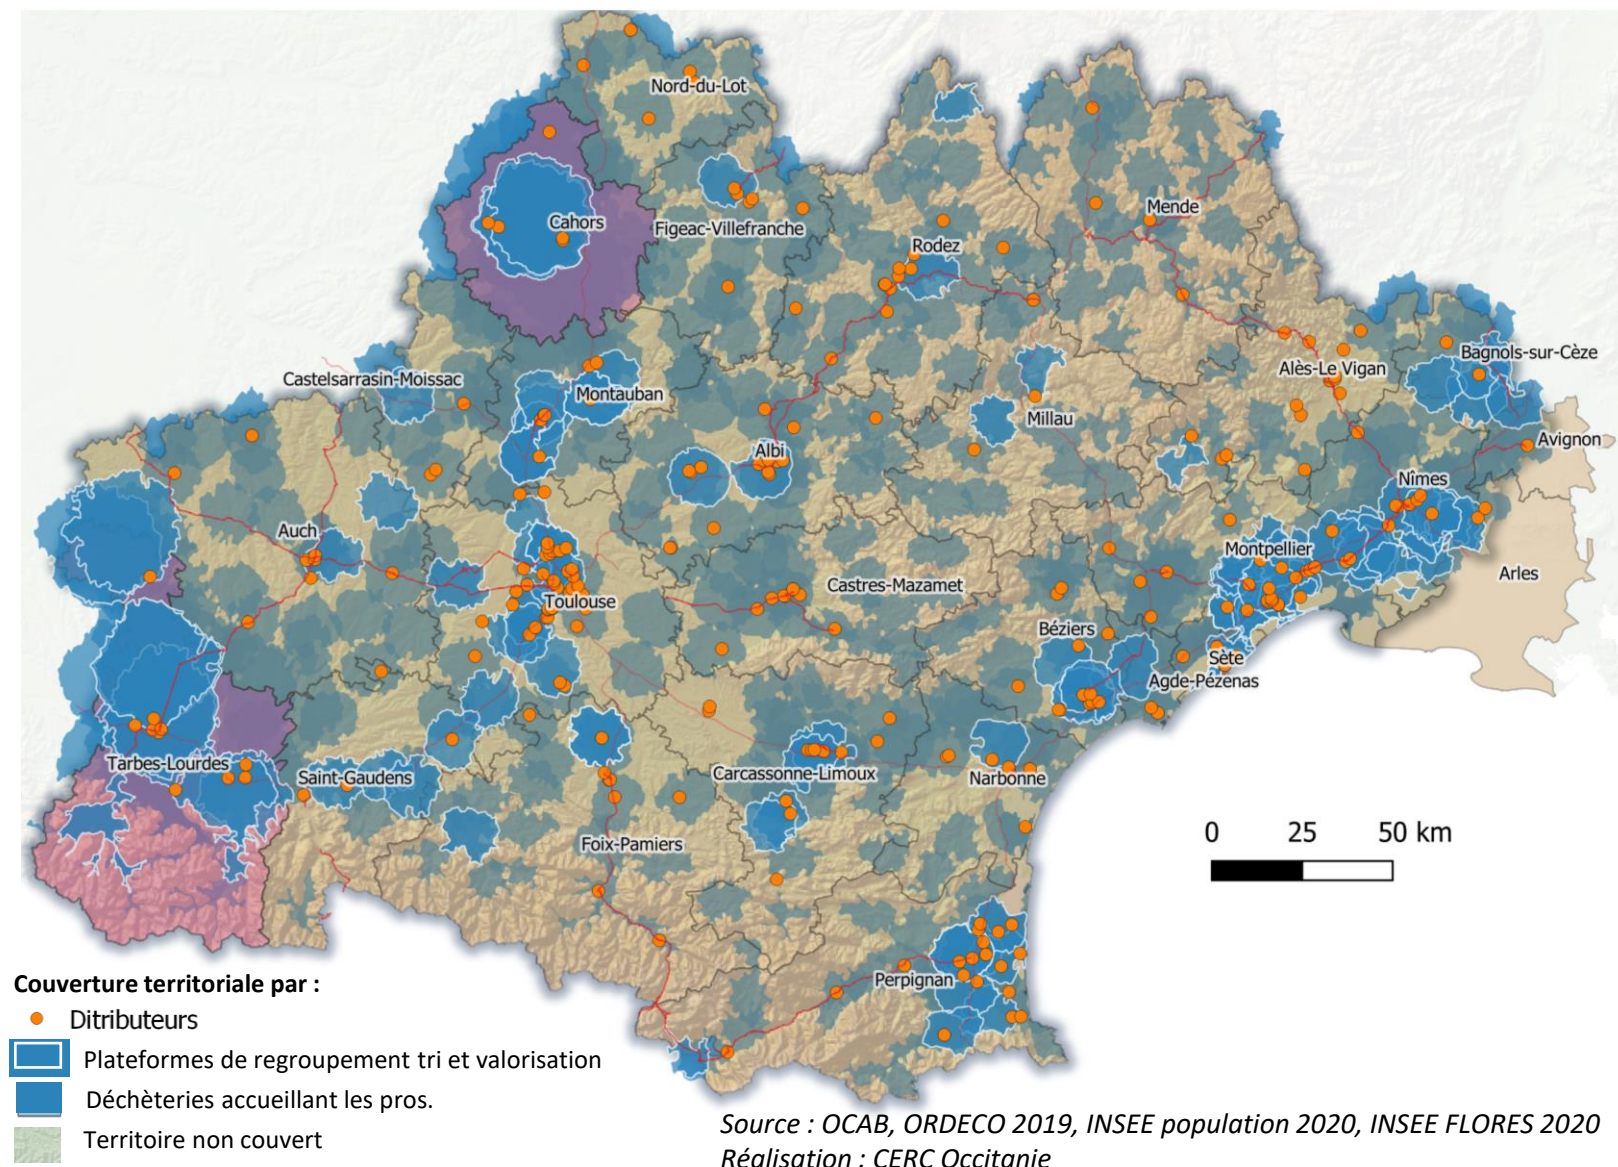 Nord-du-Lot
Cahors
Figeac-Villefranche
Mende
Rodez
Castelsarrasin-Moissac
Montauban
Bagnols-sur-Cèze
Alès-Le Vigan
Millau
Avignon
Albi
Nîmes
Auch
Montpellier
Arles
Castres-Mazamet
Toulouse
Béziers
Sète
Agde-Pézenas
Tarbes-Lourdes
Saint-Gaudens
Carcassonne-Limoux
Narbonne
Foix-Pamiers
Perpignan
0 25 50 km
Couverture territoriale par :
Ditributeurs
Plateformes de regroupement tri et valorisation
Déchèteries accueillant les pros.
Territoire non couvert
Source : OCAB, ORDECO 2019, INSEE population 2020, INSEE FLORES 2020
Réalisation : CERC Occitanie